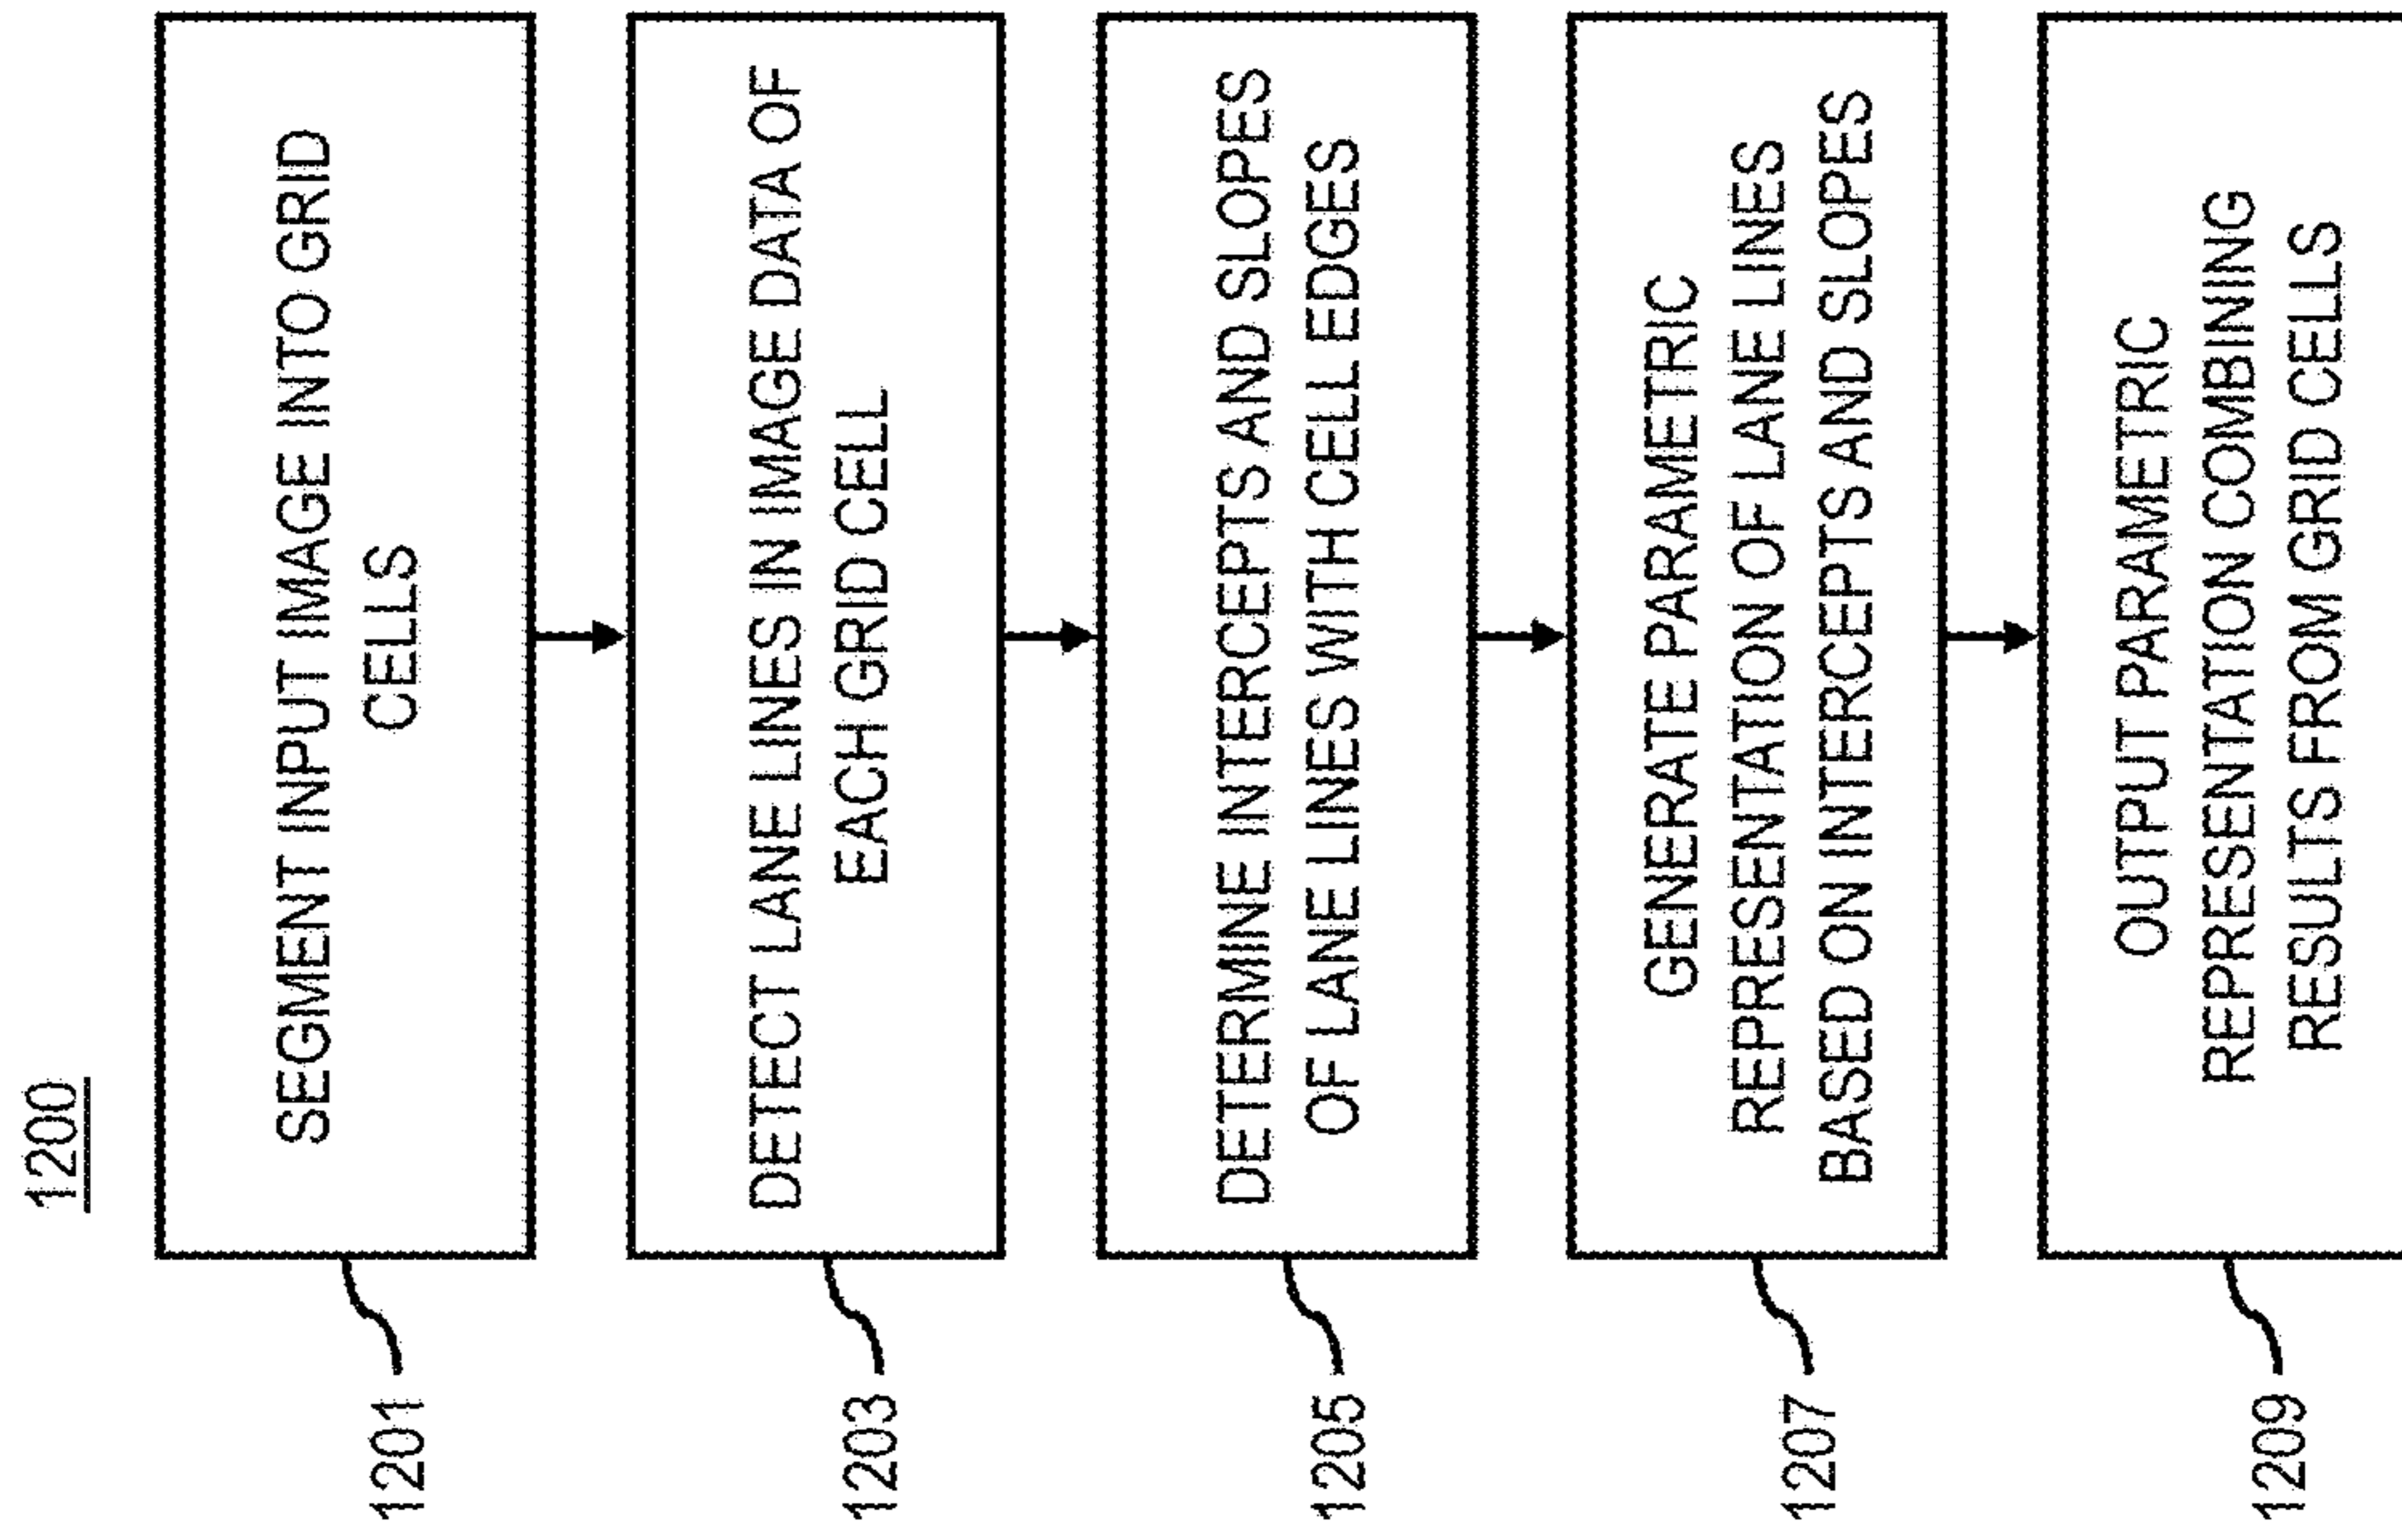 1200
1201
SEGMENT INPUT IMAGE INTO GRID
CELLS
1203
DETECT LANE LINES IN IMAGE DATA OF
EACH GRID CELL
1205
DETERMINE INTERCEPTS AND SLOPES
OF LANE LINES WITH CELL EDGES
1207
GENERATE PARAMETRIC
REPRESENTATION OF LANE LINES
BASED ON INTERCEPTS AND SLOPES
1209
OUTPUT PARAMETRIC
REPRESENTATION COMBINING
RESULTS FROM GRID CELLS